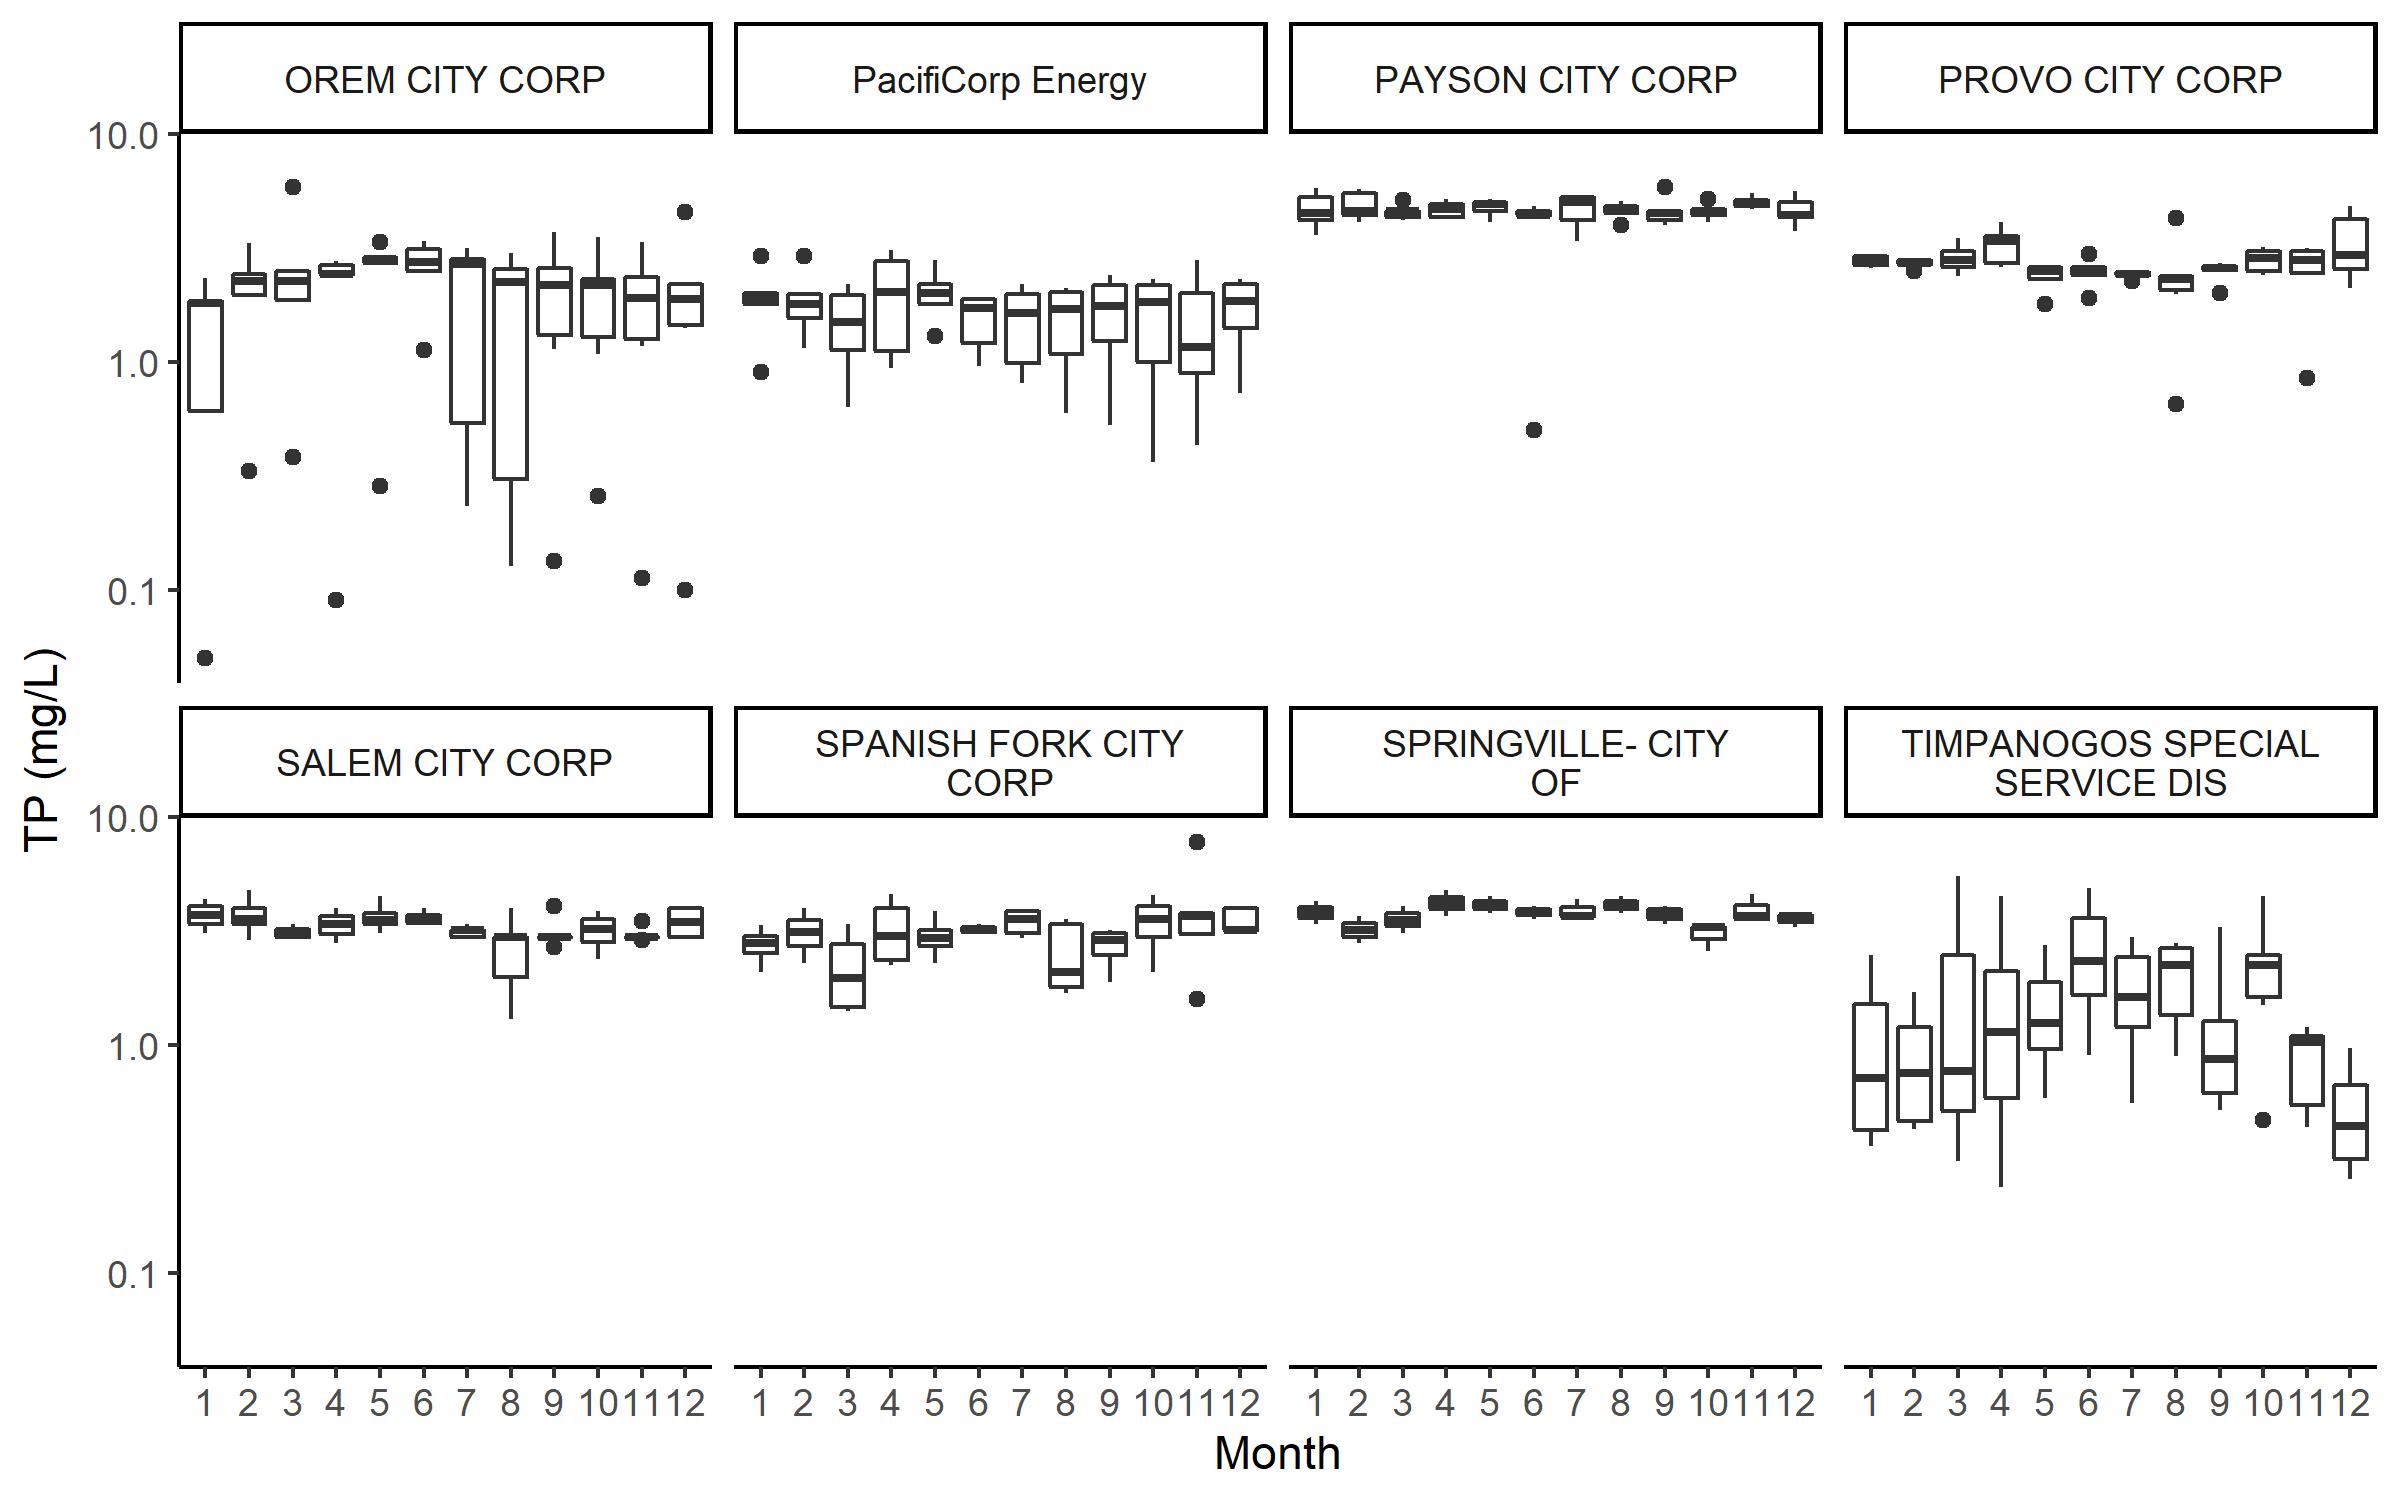 OREM CITY CORP
PacifiCorp Energy
PAYSON CITY CORP
PROVO CITY CORP
10.0
1.0
0.1
TP (mg/L)
SALEM CITY CORP
SPANISH FORK CITY
CORP
SPRINGVILLE- CITY
OF
TIMPANOGOS SPECIAL
SERVICE DIS
10.0
1.0
0.1
1 2 3 4 5 6 7 8 9 10 11 12
1 2 3 4 5 6 7 8 9 10 11 12
1 2 3 4 5 6 7 8 9 10 11 12
1 2 3 4 5 6 7 8 9 10 11 12
Month